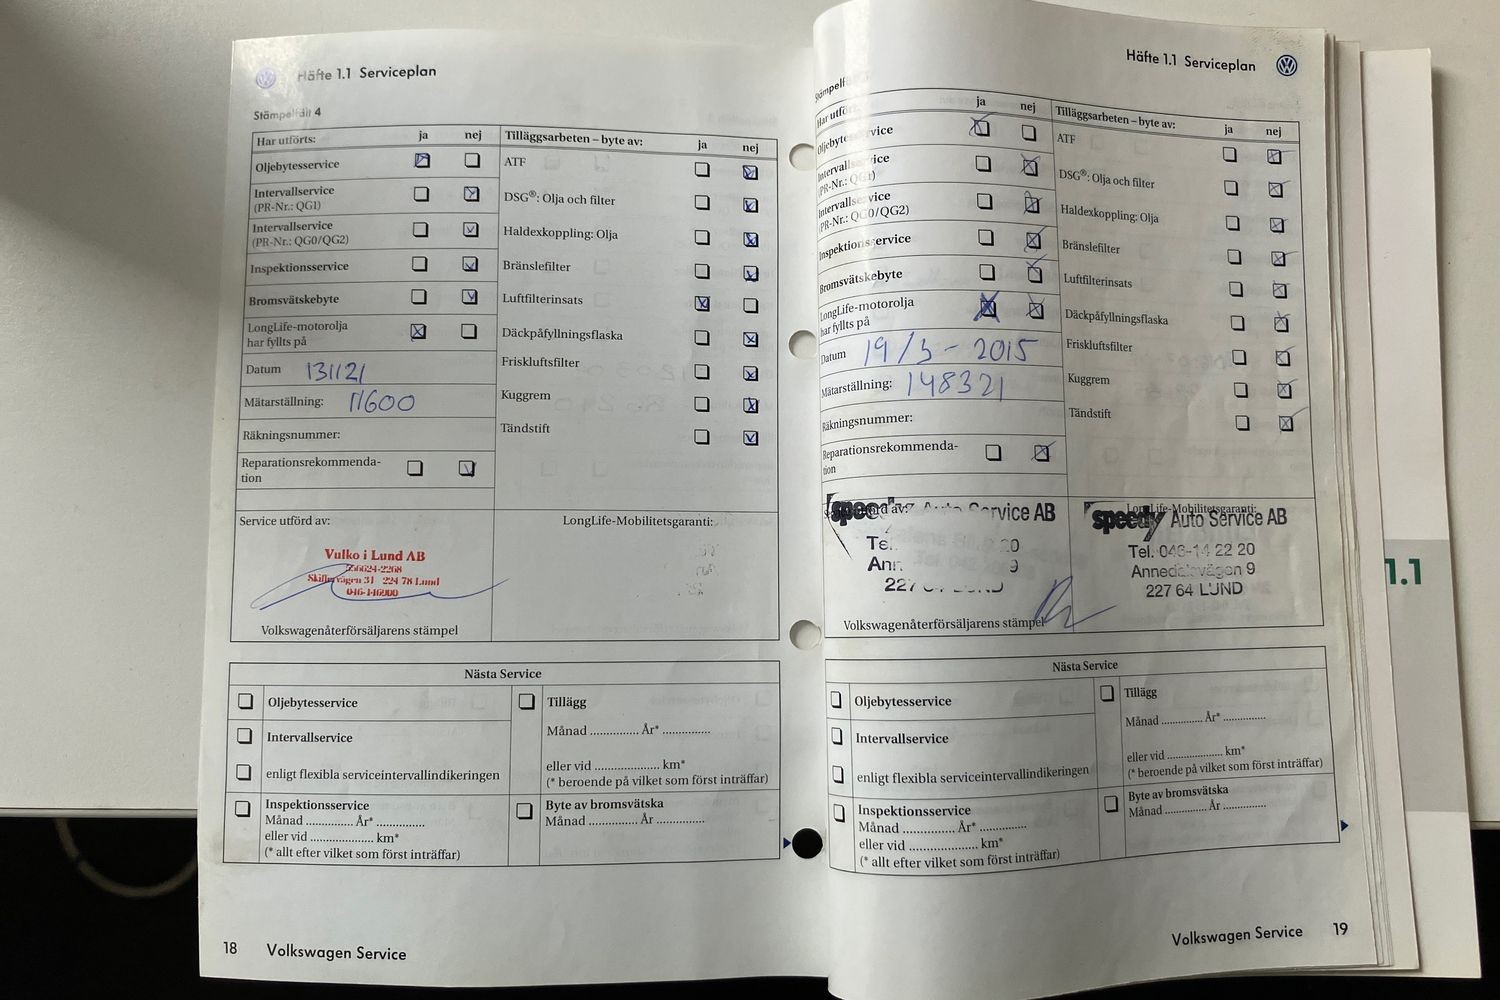 Häfte 1.1 Serviceplan
Stämpelfält 4
Har utförts: ja nej
Oljebytesservice
Intervallservice
(PR-Nr.: QG1)
Intervallservice
(PR-Nr.: QG0/QG2)
Inspektionsservice
Bromsvätskebyte
LongLife-motorolja
har fyllts på
Datum 131121
Mätarställning: 11600
Räkningsnummer:
Reparationsrekommenda-
tion
Tilläggsarbeten – byte av: ja nej
ATF
DSG®: Olja och filter
Haldexkoppling: Olja
Bränslefilter
Luftfilterinsats
Däckpåfyllningsflaska
Friskluftsfilter
Kuggrem
Tändstift
Service utförd av:
Vulko i Lund AB
224 78 Lund
Volkswagenåterförsäljarens stämpel
LongLife-Mobilitetsgaranti:
Nästa Service
Oljebytesservice
Intervallservice
enligt flexibla serviceintervallindikeringen
Inspektionsservice
Månad ............... År* ...............
eller vid .................... km*
(* allt efter vilket som först inträffar)
Tillägg
Månad ............... År* ...............
eller vid .................... km*
(* beroende på vilket som först inträffar)
Byte av bromsvätska
Månad ............... År ...............
18 Volkswagen Service
Häfte 1.1 Serviceplan
ja nej
Intervallservice
(PR-Nr.: QG0/QG2)
Inspektionsservice
Bromsvätskebyte
LongLife-motorolja
har fyllts på
Datum 19/5-2015
Mätarställning: 148321
Räkningsnummer:
Reparationsrekommenda-
tion
Tilläggsarbeten – byte av: ja nej
ATF
DSG®: Olja och filter
Haldexkoppling: Olja
Bränslefilter
Luftfilterinsats
Däckpåfyllningsflaska
Friskluftsfilter
Kuggrem
Tändstift
speedy Auto Service AB
Volkswagenåterförsäljarens stämpel
LongLife-Mobilitetsgaranti:
speedy Auto Service AB
Tel. 046-14 22 20
Annedalsvägen 9
227 64 LUND
Nästa Service
Oljebytesservice
Intervallservice
enligt flexibla serviceintervallindikeringen
Inspektionsservice
Månad ............... År* ...............
eller vid .................... km*
(* allt efter vilket som först inträffar)
Tillägg
Månad ............... År* ...............
eller vid .................... km*
(* beroende på vilket som först inträffar)
Byte av bromsvätska
Månad ............... År ...............
Volkswagen Service 19
1.1